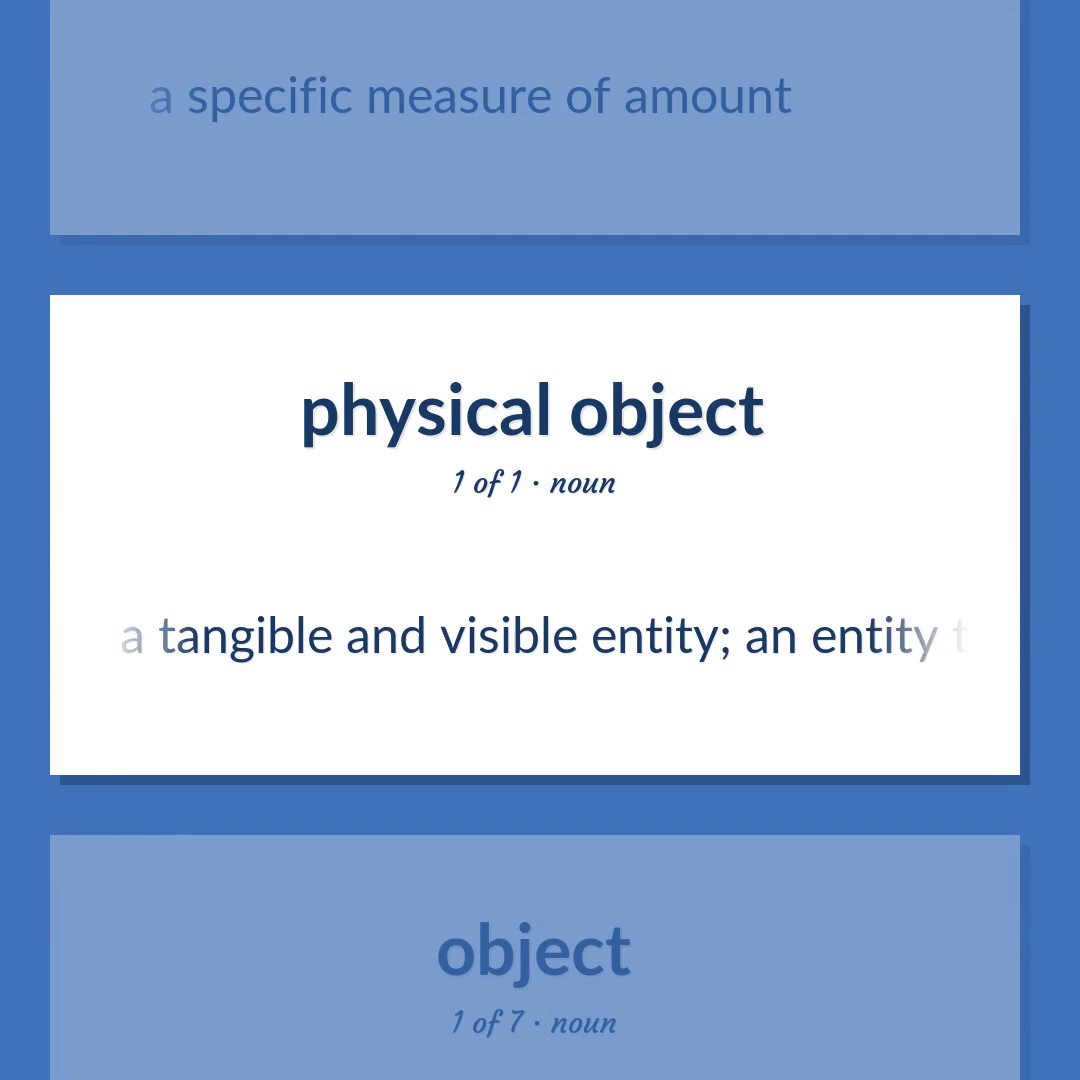 a specific measure of amount
physical object
1 of 1 · noun
a tangible and visible entity; an entity
object
1 of 7 · noun